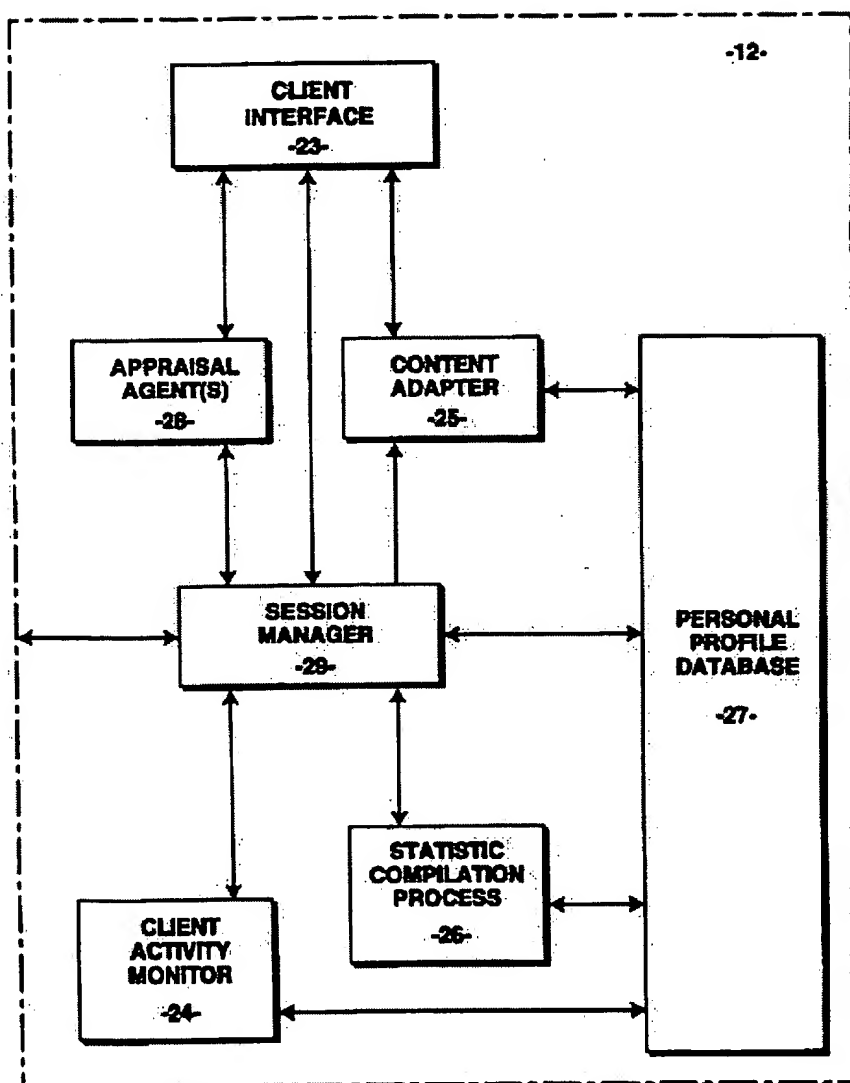 -12-
CLIENT
INTERFACE
-23-
APPRAISAL
AGENT(S)
-28-
CONTENT
ADAPTER
-25-
SESSION
MANAGER
-29-
PERSONAL
PROFILE
DATABASE
-27-
STATISTIC
COMPILATION
PROCESS
-26-
CLIENT
ACTIVITY
MONITOR
-24-